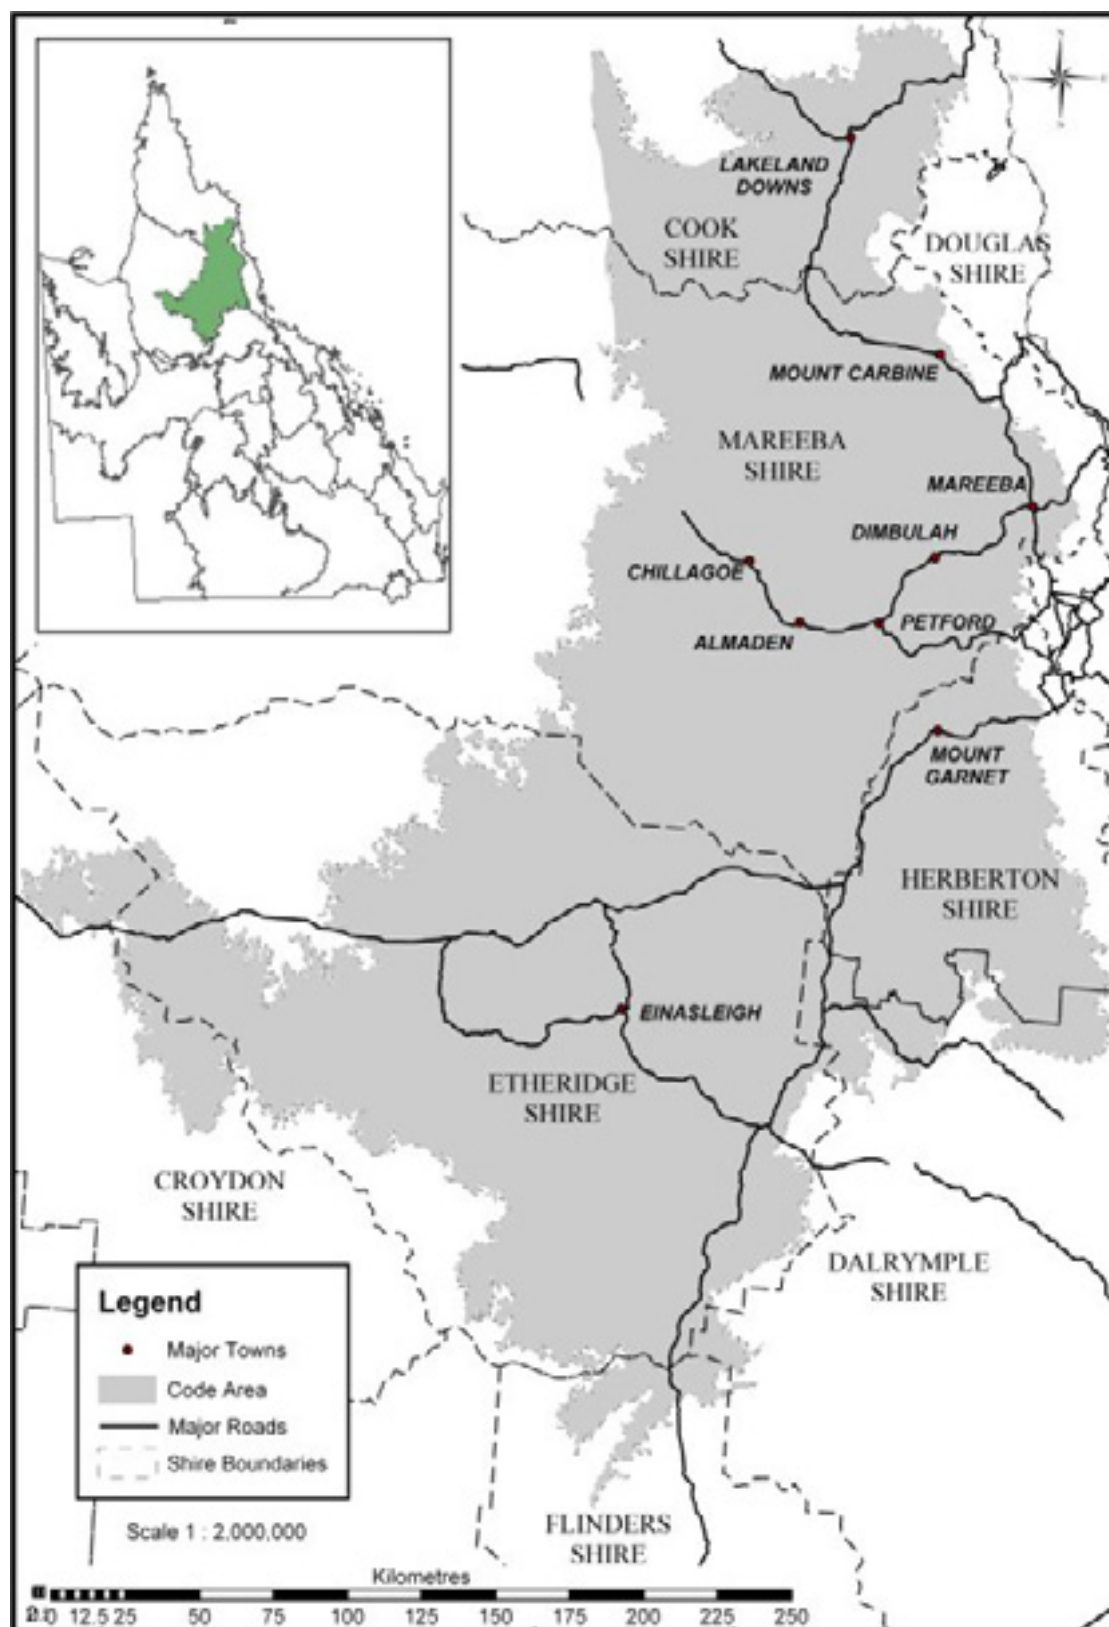 LAKELAND
DOWNS
COOK
SHIRE
DOUGLAS
SHIRE
MOUNT CARBINE
MAREEBA
SHIRE
MAREEBA
DIMBULAH
CHILLAGOE
PETFORD
ALMADEN
MOUNT
GARNET
HERBERTON
SHIRE
EINASLEIGH
ETHERIDGE
SHIRE
CROYDON
SHIRE
DALRYMPLE
SHIRE
Legend
Major Towns
Code Area
Major Roads
Shire Boundaries
Scale 1 : 2,000,000
FLINDERS
SHIRE
Kilometres
12.5 25 50 75 100 125 150 175 200 225 250